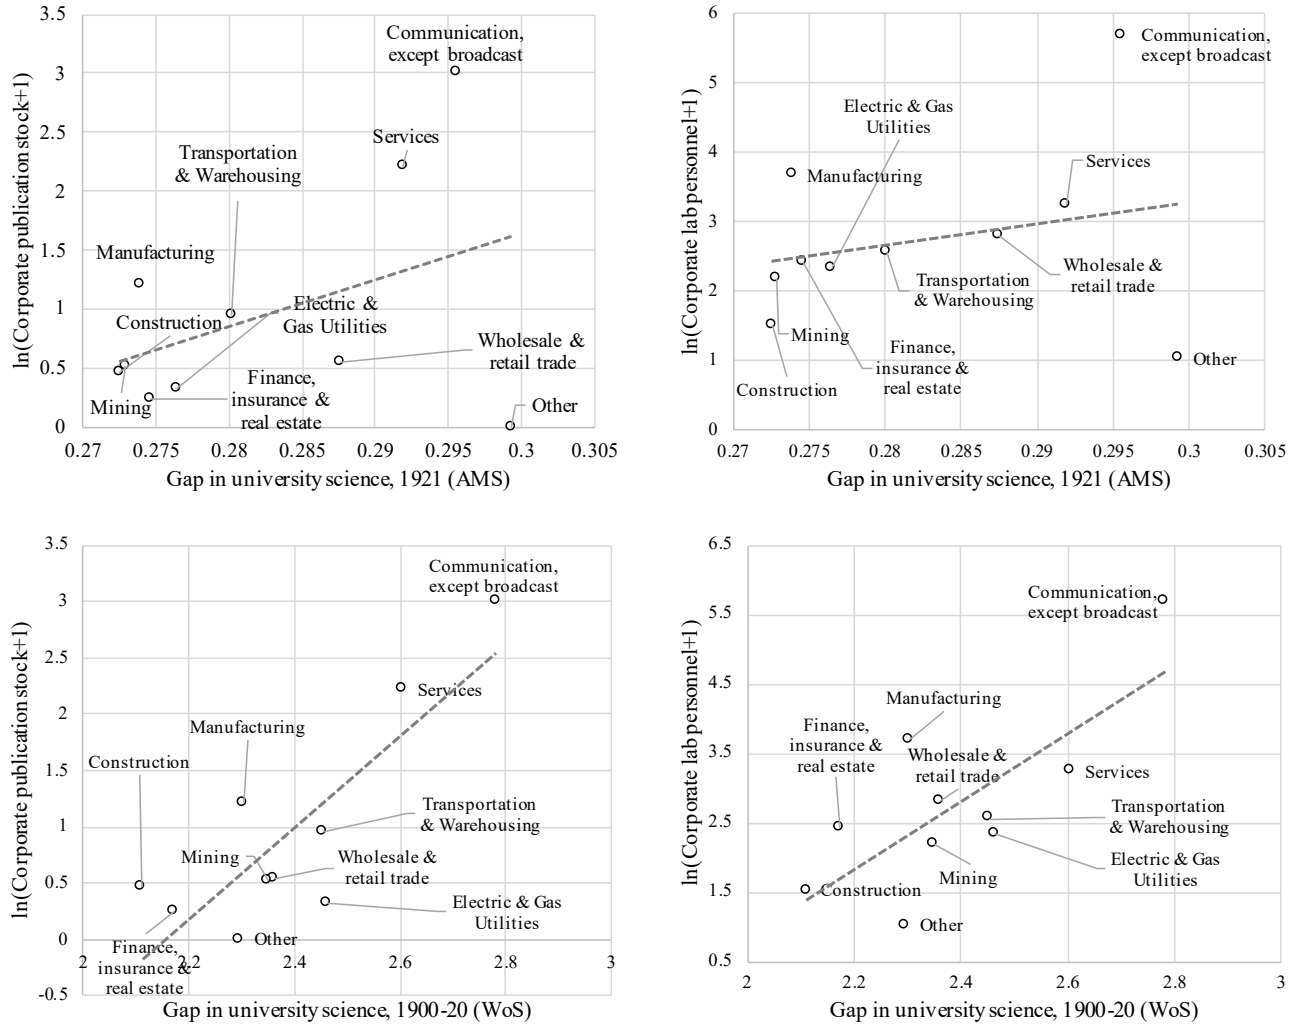 3.5
3
2.5
2
1.5
1
0.5
0
ln(Corporate publication stock+1)
Communication,
except broadcast
Services
Transportation
& Warehousing
Manufacturing
Construction
Electric &
Gas Utilities
Wholesale &
retail trade
Mining
Finance,
insurance &
real estate
Other
0.27 0.275 0.28 0.285 0.29 0.295 0.3 0.305
Gap in university science, 1921 (AMS)
6
5
4
3
2
1
0
ln(Corporate lab personnel+1)
Communication,
except broadcast
Electric & Gas
Utilities
Manufacturing
Services
Wholesale &
retail trade
Transportation
& Warehousing
Mining
Finance,
insurance &
real estate
Construction
Other
0.27 0.275 0.28 0.285 0.29 0.295 0.3 0.305
Gap in university science, 1921 (AMS)
3.5
3
2.5
2
1.5
1
0.5
0
-0.5
ln(Corporate publication stock+1)
Communication,
except broadcast
Services
Manufacturing
Construction
Transportation
& Warehousing
Mining
Wholesale &
retail trade
Electric & Gas
Utilities
Other
Finance,
insurance &
real estate
2 2.2 2.4 2.6 2.8 3
Gap in university science, 1900-20 (WoS)
6.5
5.5
4.5
3.5
2.5
1.5
0.5
ln(Corporate lab personnel+1)
Communication,
except broadcast
Manufacturing
Finance,
insurance &
real estate
Wholesale &
retail trade
Services
Transportation
& Warehousing
Electric & Gas
Utilities
Mining
Construction
Other
2 2.2 2.4 2.6 2.8 3
Gap in university science, 1900-20 (WoS)